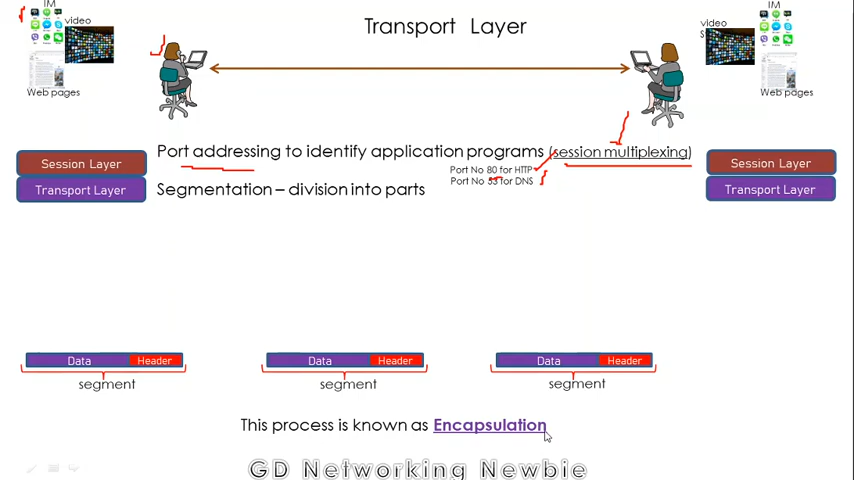 IM
video
Web pages
Transport Layer
video
S
IM
Web pages
Port addressing to identify application programs (session multiplexing)
Port No 80 for HTTP
Port No 53 for DNS
Session Layer
Transport Layer
Segmentation – division into parts
Session Layer
Transport Layer
Data Header
segment
Data Header
segment
Data Header
segment
This process is known as Encapsulation
GD Networking Newbie